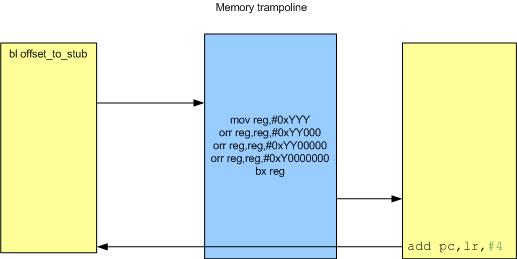 Memory trampoline
bl offset_to_stub
mov reg,#0xYYY
orr reg,reg,#0xYY000
orr reg,reg,#0xYY00000
orr reg,reg,#0xY0000000
bx reg
add pc,lr,#4